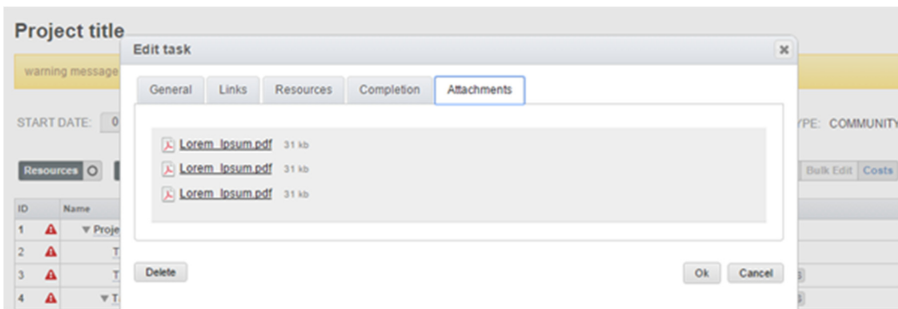 Project title
Edit task
warning message
General Links Resources Completion Attachments
START DATE: 0
YPE: COMMUNITY
Lorem_Ipsum.pdf 31 kb
Lorem_Ipsum.pdf 31 kb
Lorem_Ipsum.pdf 31 kb
Resources
Bulk Edit Costs
ID Name
1 Proje
2 T
3 T
4 T
Delete Ok Cancel